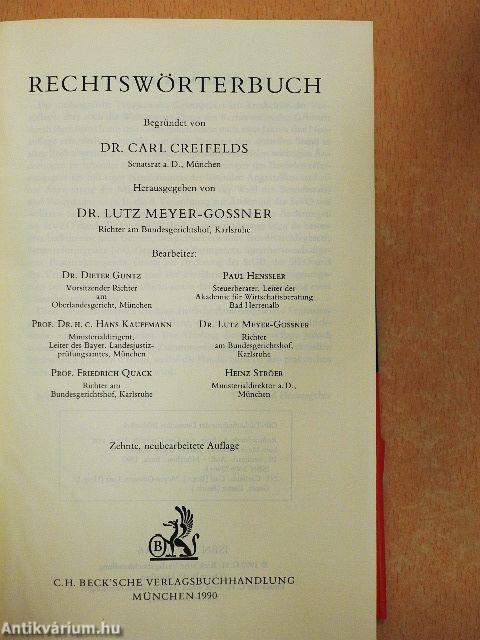 RECHTSWÖRTERBUCH
Begründet von
DR. CARL CREIFELDS
Senatsrat a. D., München
Herausgegeben von
DR. LUTZ MEYER-GOSSNER
Richter am Bundesgerichtshof, Karlsruhe
Bearbeiter:
DR. DIETER GUNTZ
Vorsitzender Richter
am
Oberlandesgericht, München
PAUL HENSSLER
Steuerberater, Leiter der
Akademie für Wirtschaftsberatung
Bad Herrenalb
PROF. DR. H. C. HANS KAUFFMANN
Ministerialdirigent,
Leiter des Bayer. Landesjustiz-
prüfungsamtes, München
DR. LUTZ MEYER-GOSSNER
Richter
am Bundesgerichtshof,
Karlsruhe
PROF. FRIEDRICH QUACK
Richter am
Bundesgerichtshof, Karlsruhe
HEINZ STRÖER
Ministerialdirektor a. D.,
München
Zehnte, neubearbeitete Auflage
B
C. H. BECK'SCHE VERLAGSBUCHHANDLUNG
MÜNCHEN 1990
Antikvárium.hu